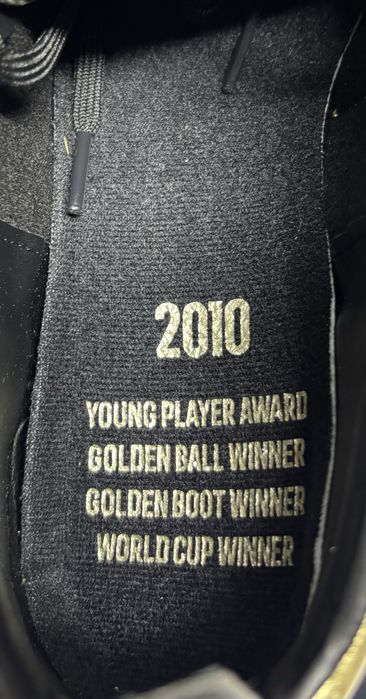 2010
YOUNG PLAYER AWARD
GOLDEN BALL WINNER
GOLDEN BOOT WINNER
WORLD CUP WINNER